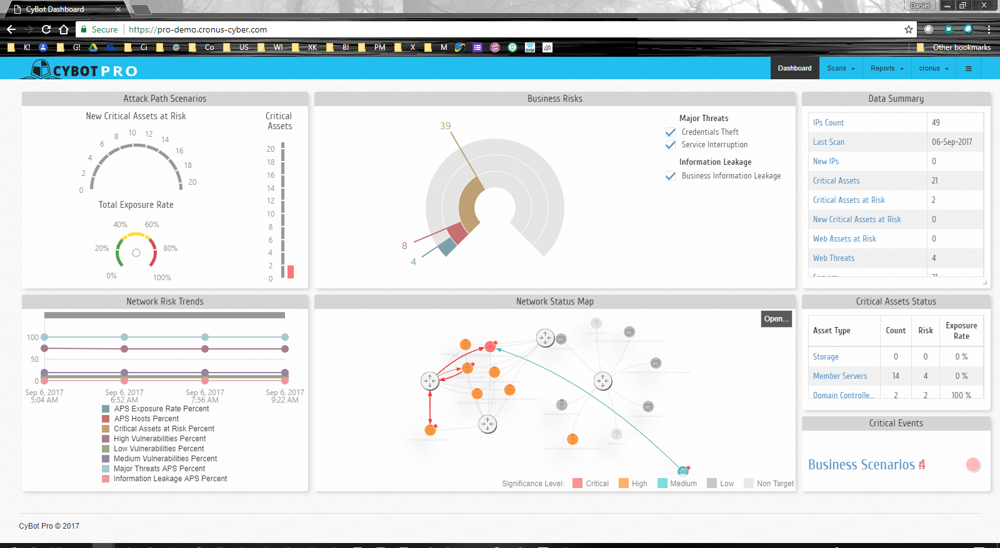 CyBot Dashboard
Daniel
Secure
https://pro-demo.cronus-cyber.com
K!
G!
Ci
@
Co
US
W!
XK
B!
PM
X
M
SXM
Other bookmarks
CYBOT PRO
Dashboard
Scans
Reports
cronus
Attack Path Scenarios
New Critical Assets at Risk
0
2
4
6
8
10
12
14
16
18
20
Total Exposure Rate
0%
20%
40%
60%
80%
100%
Critical
Assets
20
18
16
14
12
10
8
6
4
2
0
Business Risks
39
8
4
Major Threats
Credentials Theft
Service Interruption
Information Leakage
Business Information Leakage
Data Summary
IPs Count 49
Last Scan 06-Sep-2017
New IPs 0
Critical Assets 21
Critical Assets at Risk 2
New Critical Assets at Risk 0
Web Assets at Risk 0
Web Threats 4
Network Risk Trends
100
50
0
Sep 6, 2017
5:04 AM
Sep 6, 2017
6:52 AM
Sep 6, 2017
7:56 AM
Sep 6, 2017
9:22 AM
APS Exposure Rate Percent
APS Hosts Percent
Critical Assets at Risk Percent
High Vulnerabilities Percent
Low Vulnerabilities Percent
Medium Vulnerabilities Percent
Major Threats APS Percent
Information Leakage APS Percent
Network Status Map
Open...
?
?
Significance Level: Critical High Medium Low Non Target
Critical Assets Status
Asset Type Count Risk Exposure Rate
Storage 0 0 0 %
Member Servers 14 4 0 %
Domain Controlle... 2 2 100 %
Critical Events
Business Scenarios 4
CyBot Pro © 2017